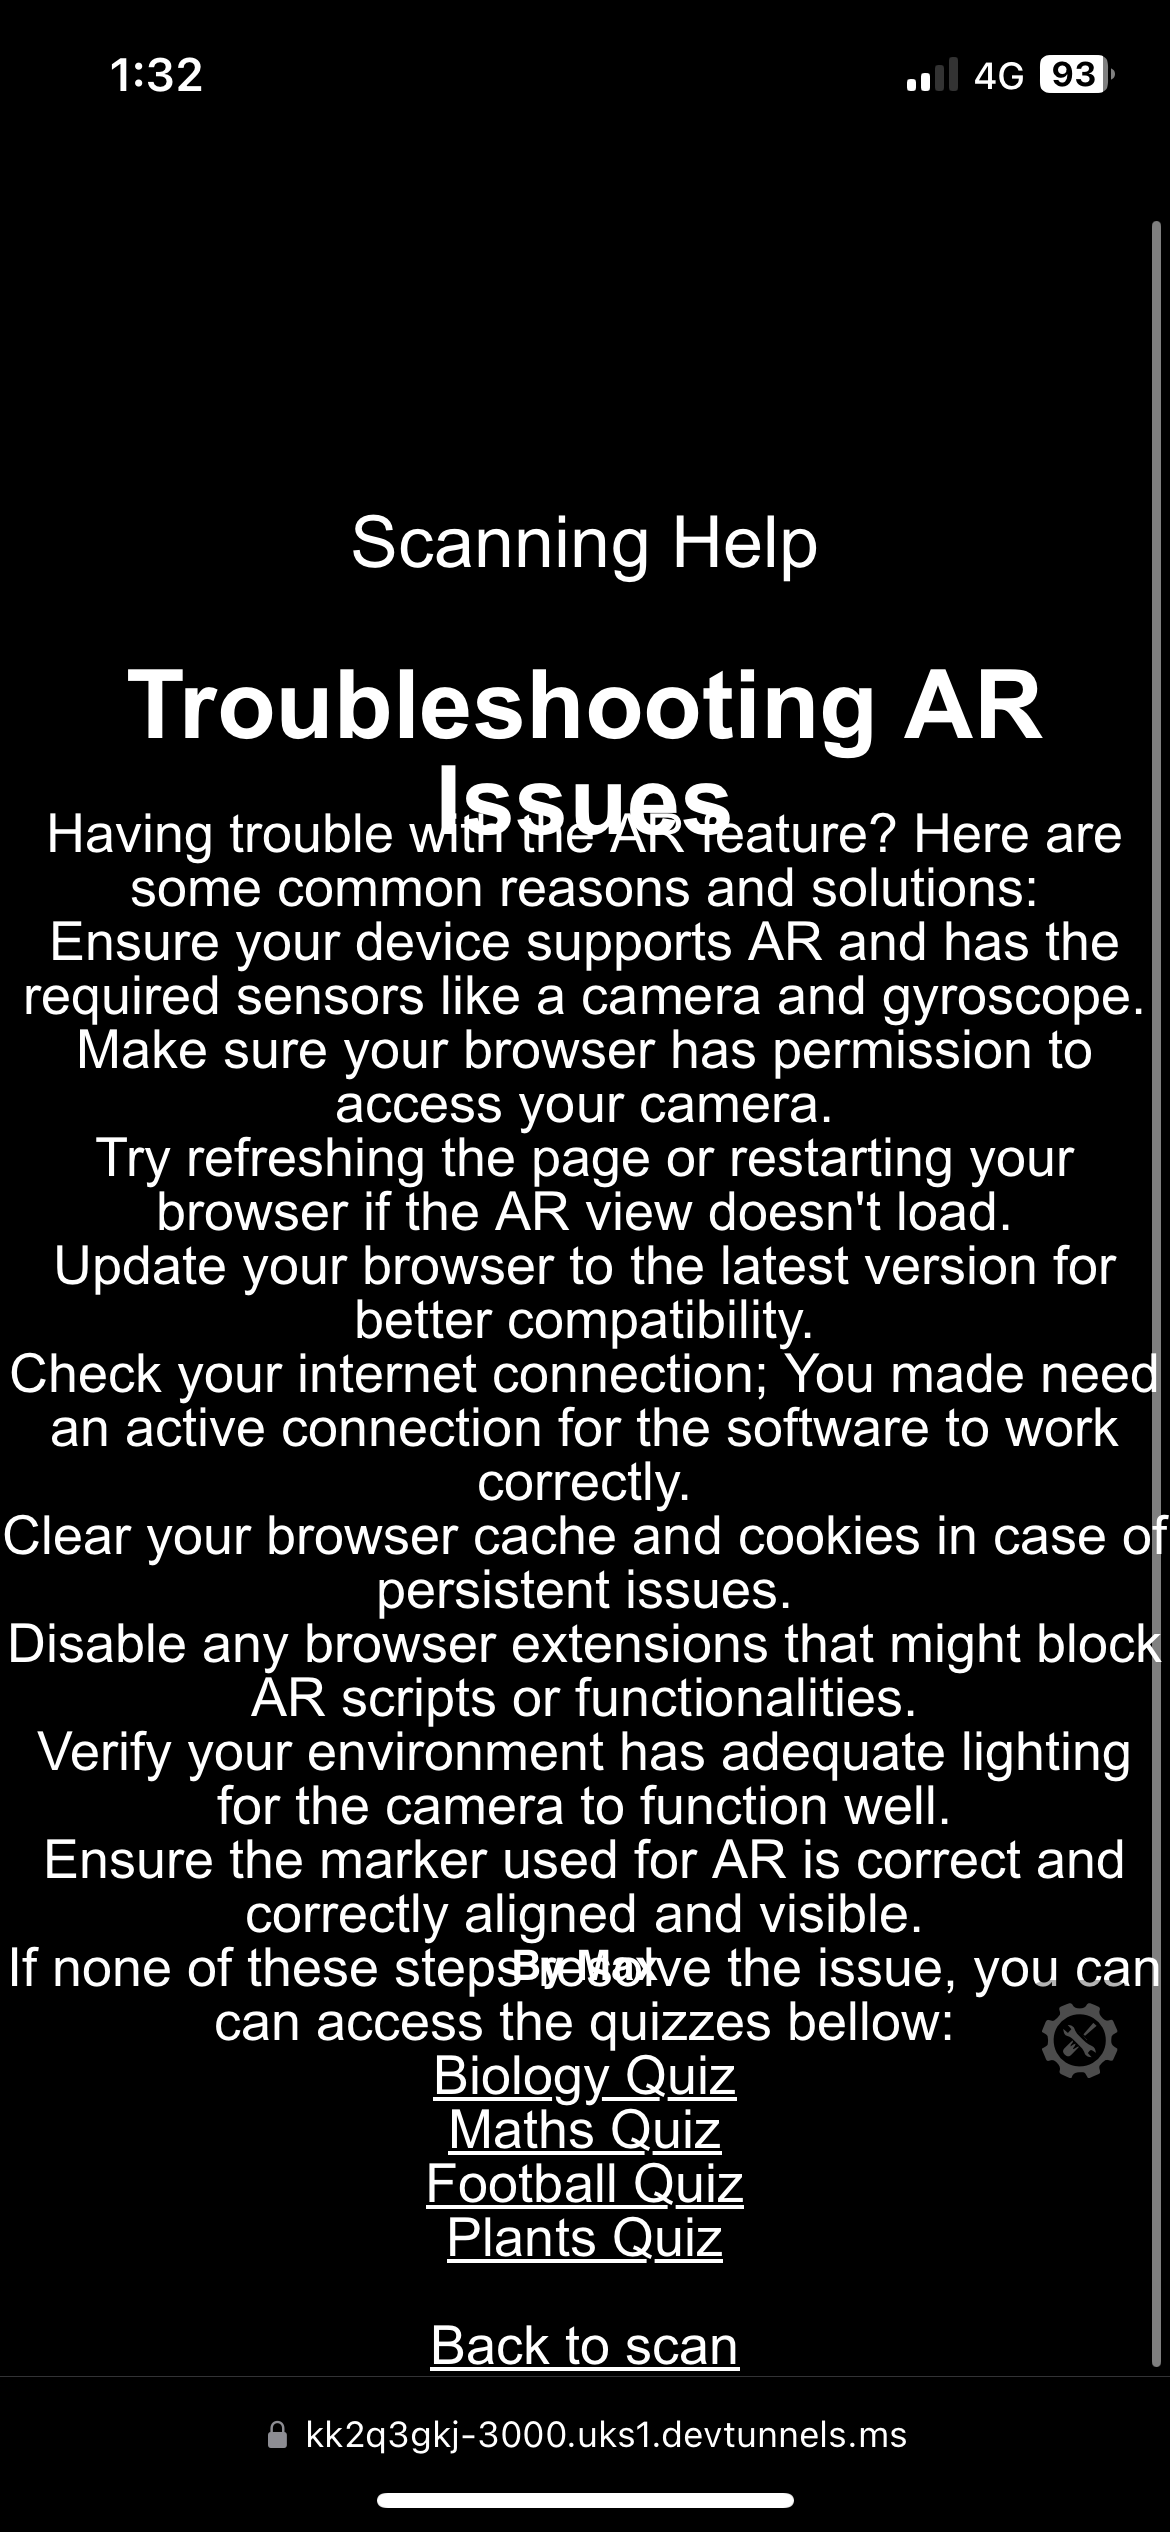 1:32
4G 93
Scanning Help
Troubleshooting AR
Issues
Having trouble with the AR feature? Here are
some common reasons and solutions:
Ensure your device supports AR and has the
required sensors like a camera and gyroscope.
Make sure your browser has permission to
access your camera.
Try refreshing the page or restarting your
browser if the AR view doesn't load.
Update your browser to the latest version for
better compatibility.
Check your internet connection; You made need
an active connection for the software to work
correctly.
Clear your browser cache and cookies in case of
persistent issues.
Disable any browser extensions that might block
AR scripts or functionalities.
Verify your environment has adequate lighting
for the camera to function well.
Ensure the marker used for AR is correct and
correctly aligned and visible.
If none of these steps resolve the issue, you can
By Max
can access the quizzes bellow:
Biology Quiz
Maths Quiz
Football Quiz
Plants Quiz
Back to scan
kk2q3gkj-3000.uks1.devtunnels.ms